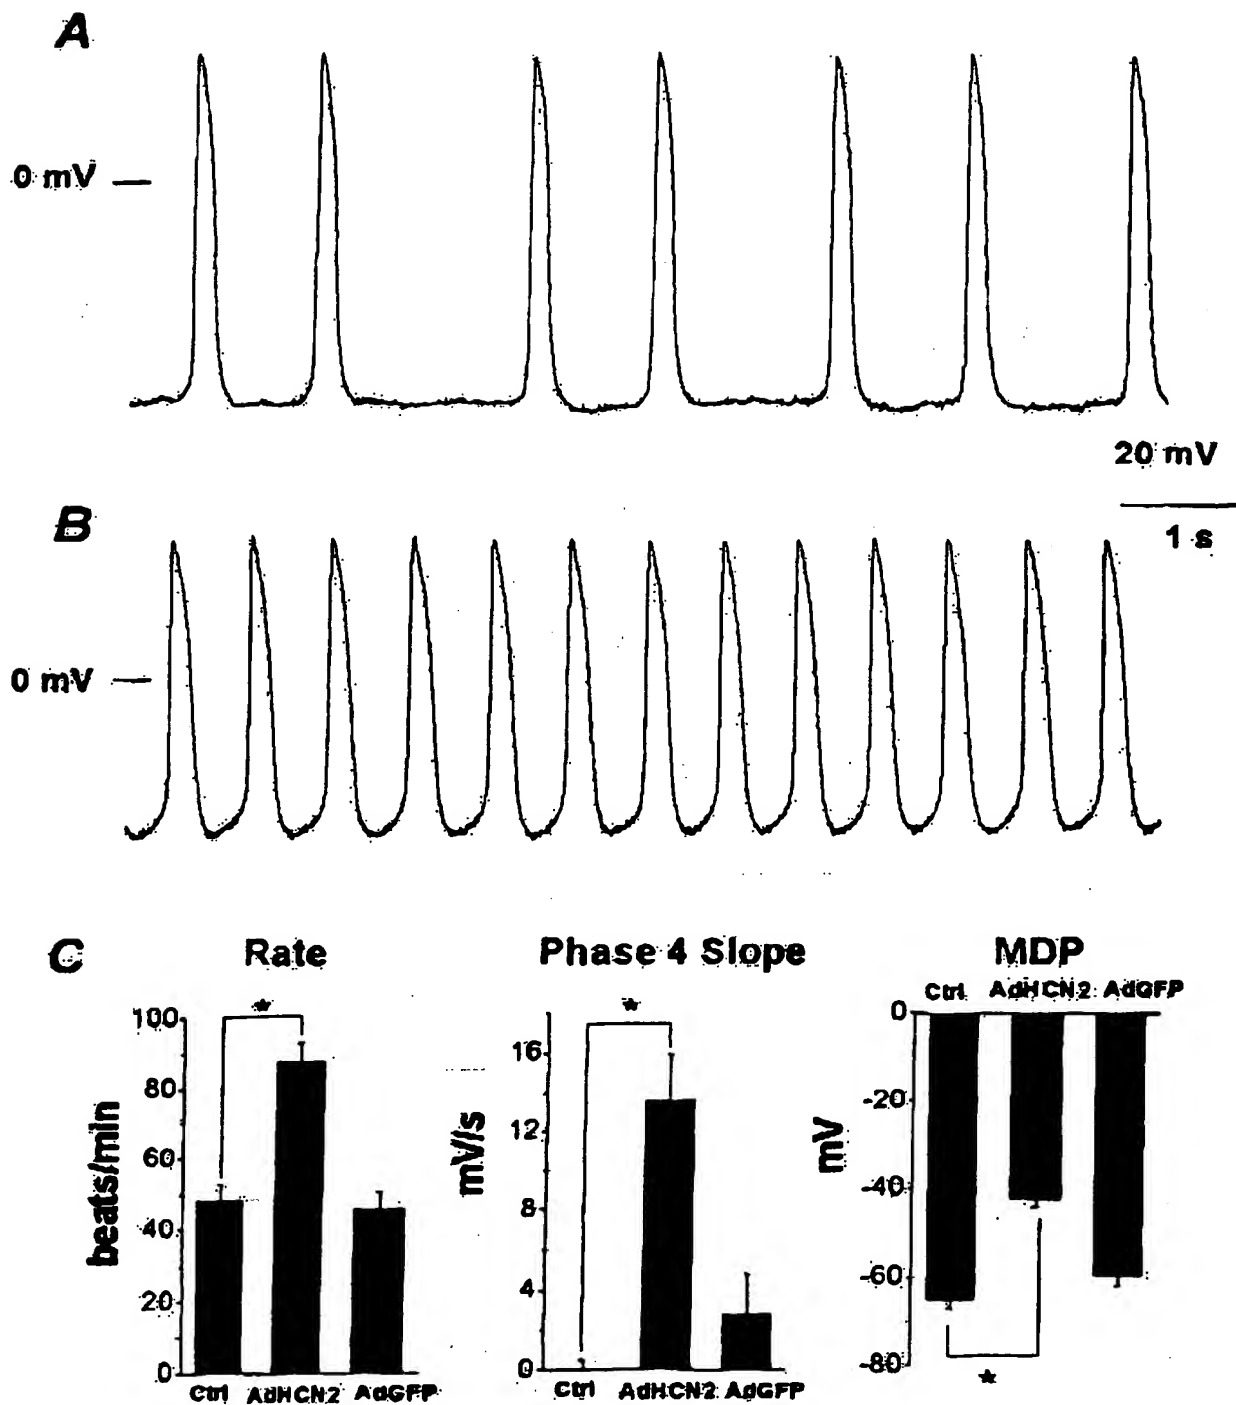 A
0 mV
20 mV
1 s
B
0 mV
C
Rate
Phase 4 Slope
MDP
Ctrl AdHCN2 AdGFP
*
*
100
80
60
40
20
0
beats/min
16
12
8
4
0
mV/s
0
-20
-40
-60
-80
mV
*
Ctrl AdHCN2 AdGFP
Ctrl AdHCN2 AdGFP